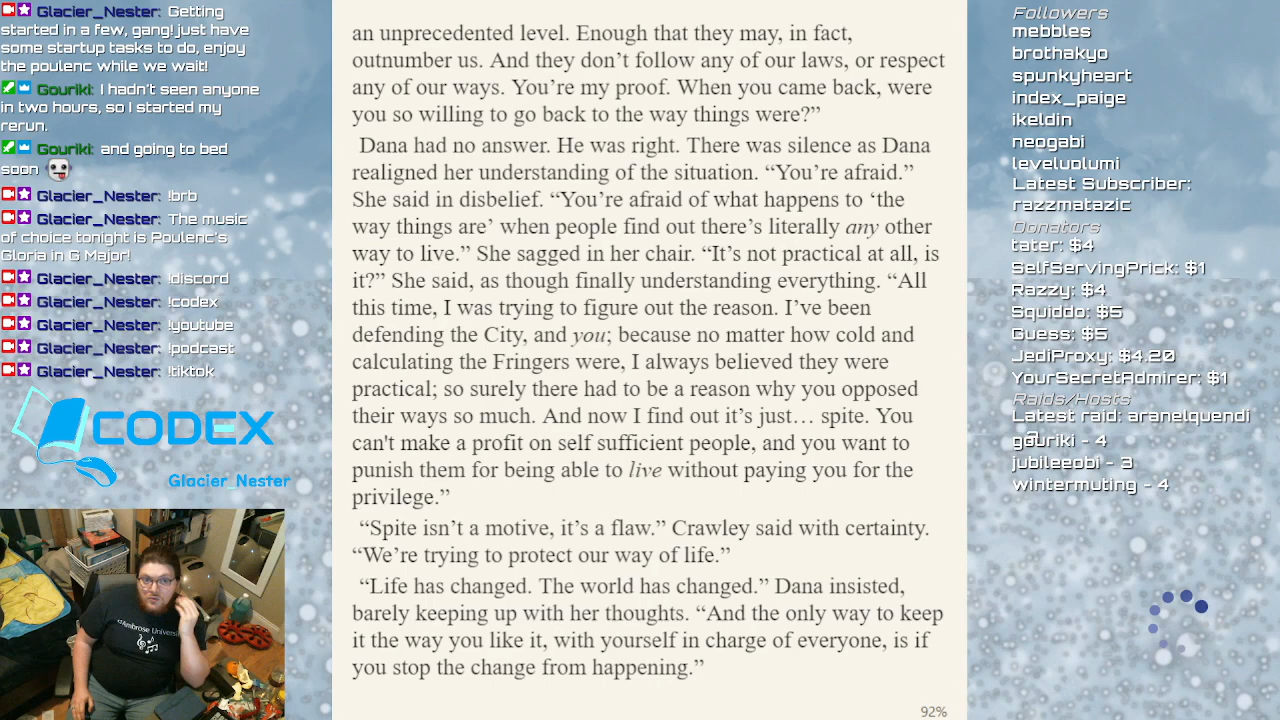 Glacier_Nester: Getting
started in a few, gang! just have
some startup tasks to do, enjoy
the poulenc while we wait!
Gouriki: I hadn't seen anyone
in two hours, so I started my
rerun.
Gouriki: and going to bed
soon
Glacier_Nester: !brb
Glacier_Nester: The music
of choice tonight is Poulenc's
Gloria in G Major!
Glacier_Nester: !discord
Glacier_Nester: !codex
Glacier_Nester: !youtube
Glacier_Nester: !podcast
Glacier_Nester: !tiktok
CODEX
Glacier_Nester
Ambrose Universi
an unprecedented level. Enough that they may, in fact,
outnumber us. And they don’t follow any of our laws, or respect
any of our ways. You’re my proof. When you came back, were
you so willing to go back to the way things were?”
Dana had no answer. He was right. There was silence as Dana
realigned her understanding of the situation. “You’re afraid.”
She said in disbelief. “You’re afraid of what happens to ‘the
way things are’ when people find out there’s literally any other
way to live.” She sagged in her chair. “It’s not practical at all, is
it?” She said, as though finally understanding everything. “All
this time, I was trying to figure out the reason. I’ve been
defending the City, and you; because no matter how cold and
calculating the Fringers were, I always believed they were
practical; so surely there had to be a reason why you opposed
their ways so much. And now I find out it’s just… spite. You
can't make a profit on self sufficient people, and you want to
punish them for being able to live without paying you for the
privilege.”
“Spite isn’t a motive, it’s a flaw.” Crawley said with certainty.
“We’re trying to protect our way of life.”
“Life has changed. The world has changed.” Dana insisted,
barely keeping up with her thoughts. “And the only way to keep
it the way you like it, with yourself in charge of everyone, is if
you stop the change from happening.”
92%
Followers
mebbles
brothakyo
spunkyheart
index_paige
ikeldin
neogabi
leveluolumi
Latest Subscriber:
razzmatazic
Donators
tater: $4
SelfServingPrick: $1
Razzy: $4
Squiddo: $5
Guess: $5
JediProxy: $4.20
YourSecretAdmirer: $1
Raids/Hosts
Latest raid: aranelquendi
gouriki - 4
jubileeobi - 3
wintermuting - 4